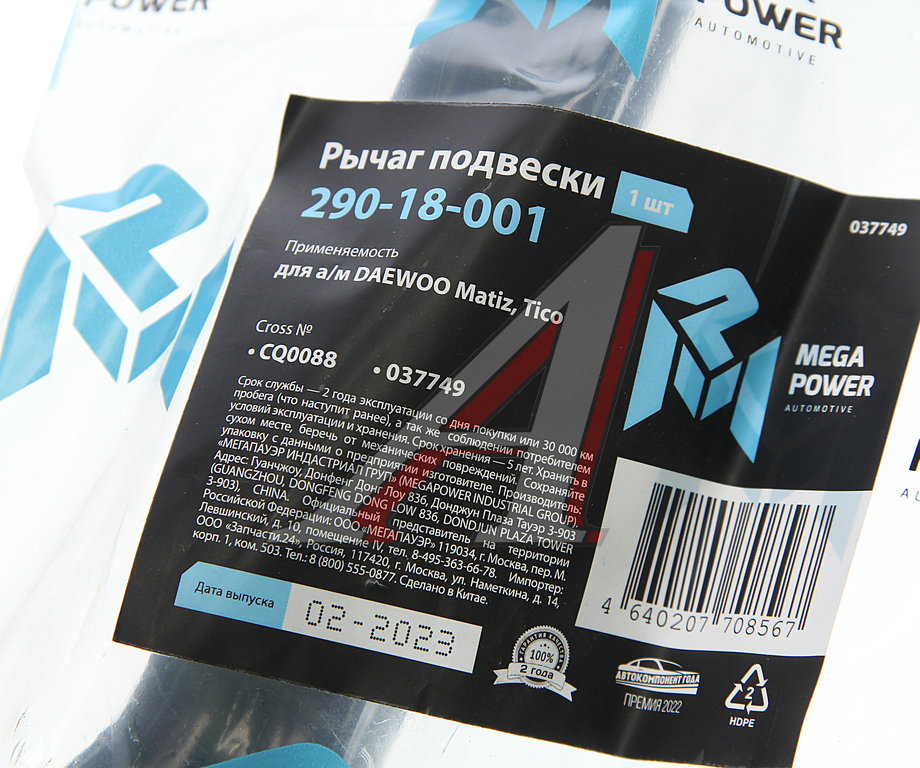 POWER
AUTOMOTIVE
POWER
AUTOMOTIVE
Рычаг подвески
290-18-001
1 шт
037749
Применяемость
для а/м DAEWOO Matiz, Tico
Cross №
• CQ0088 • 037749
MEGA
POWER
AUTOMOTIVE
Срок службы — 2 года эксплуатации со дня покупки или 30 000 км
пробега (что наступит ранее), а так же соблюдении потребителем
условий эксплуатации и хранения. Срок хранения — 5 лет. Хранить в
сухом месте, беречь от механических повреждений. Сохраняйте
упаковку с данными о предприятии изготовителе. Производитель:
«МЕГАПАУЭР ИНДАСТРИАЛ ГРУП» (MEGAPOWER INDUSTRIAL GROUP).
Адрес: Гуанчжоу, Донфенг Донг Лоу 836, Донджун Плаза Тауэр 3-903
(GUANGZHOU, DONGFENG DONG LOW 836, DONDJUN PLAZA TOWER
3-903), CHINA. Официальный представитель на территории
Российской Федерации: ООО «МЕГАПАУЭР» 119034, г. Москва, пер. М.
Левшинский, д. 10, помещение IV, тел. 8-495-363-66-78. Импортер:
ООО "Запчасти.24», Россия, 117420, г. Москва, ул. Наметкина, д. 14,
корп. 1, ком. 503. Тел.: 8 (800) 555-0877. Сделано в Китае.
4 640207 708567
Дата выпуска
02-2023
ГАРАНТИЯ КАЧЕСТВА
100%
2 года
АВТОКОМПОНЕНТ ГОДА
ПРЕМИЯ 2022
2
HDPE